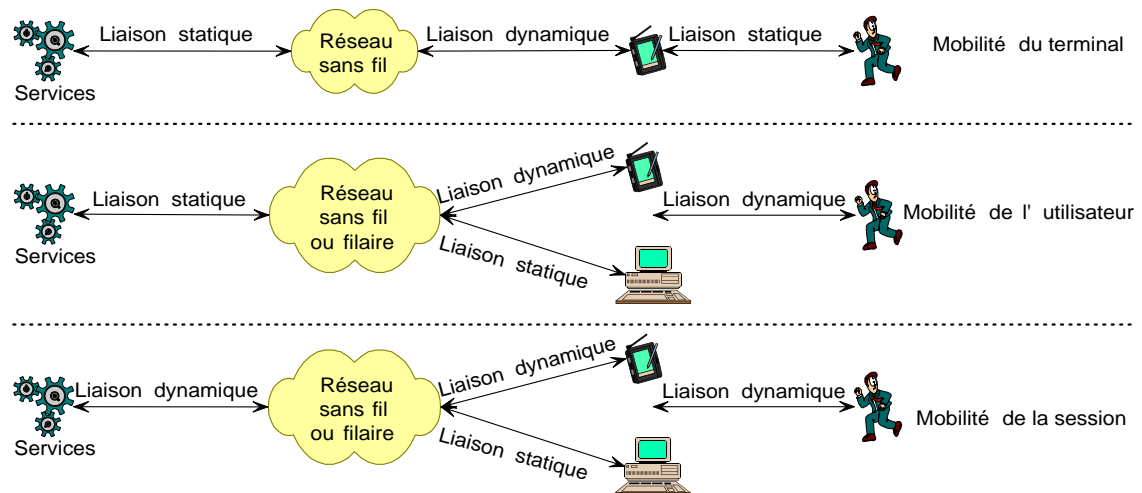 Liaison statique
Réseau
sans fil
Liaison dynamique
Liaison statique
Mobilité du terminal
Services
Liaison statique
Réseau
sans fil
ou filaire
Liaison dynamique
Liaison statique
Liaison dynamique
Mobilité de l' utilisateur
Services
Liaison dynamique
Réseau
sans fil
ou filaire
Liaison dynamique
Liaison statique
Liaison dynamique
Mobilité de la session
Services